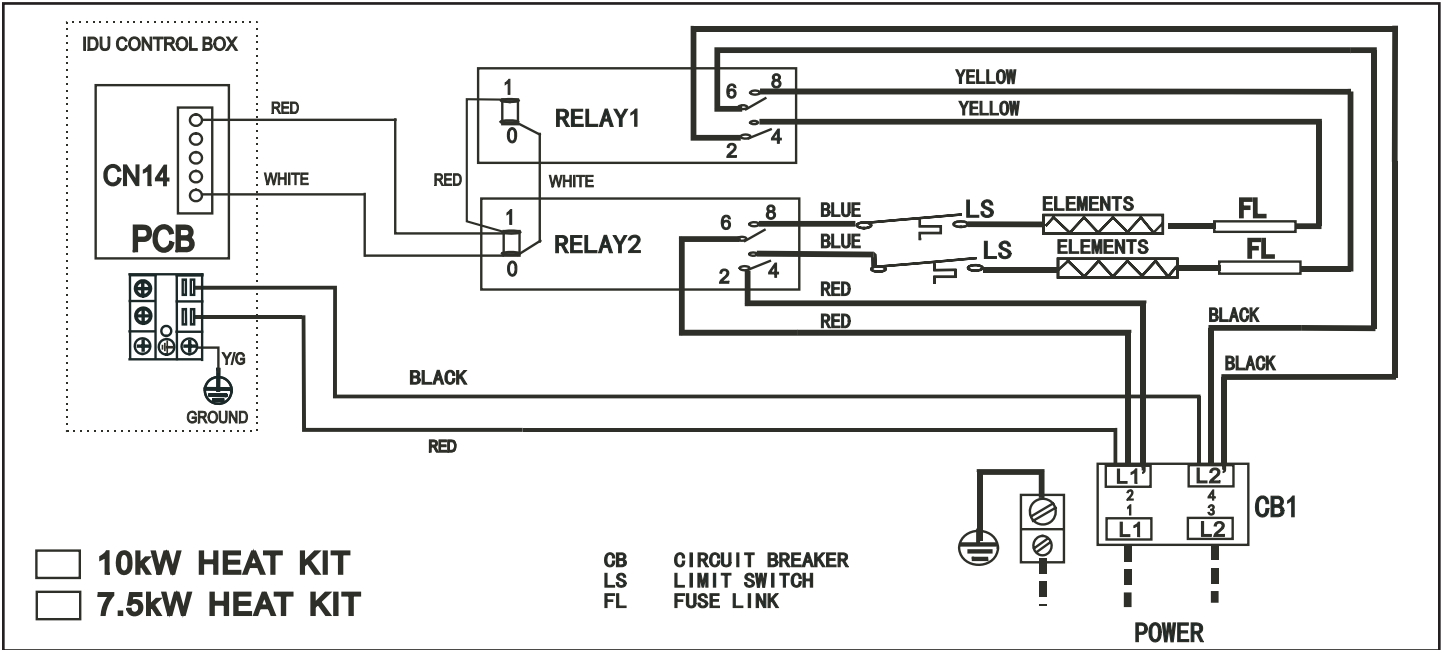 IDU CONTROL BOX
CN14
PCB
RED
WHITE
Y/G
GROUND
BLACK
RED
1
0
RELAY1
6
8
2
4
RED
WHITE
1
0
RELAY2
6
8
2
4
YELLOW
YELLOW
BLUE
LS
ELEMENTS
FL
BLUE
LS
ELEMENTS
FL
RED
RED
BLACK
BLACK
L1'
L2'
2
4
1
3
L1
L2
CB1
POWER
10kW HEAT KIT
7.5kW HEAT KIT
CB CIRCUIT BREAKER
LS LIMIT SWITCH
FL FUSE LINK